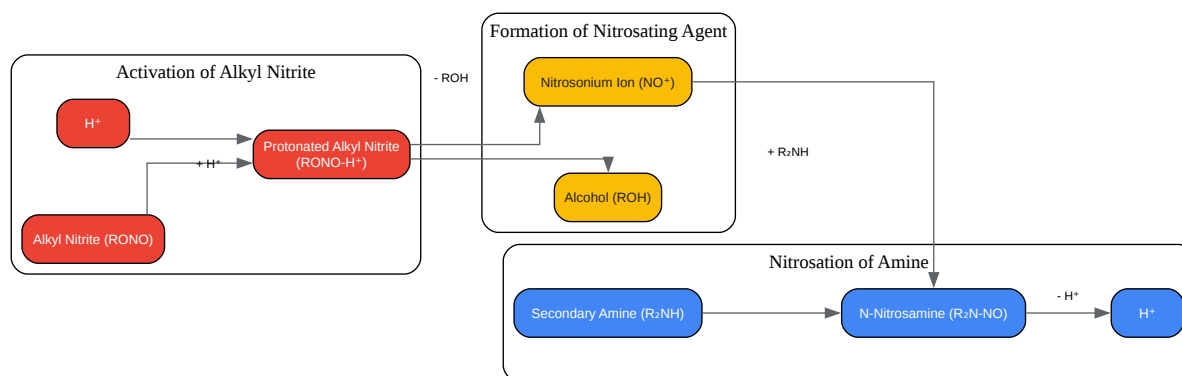 Activation of Alkyl Nitrite
H⁺
Protonated Alkyl Nitrite
(RONO-H⁺)
+ H⁺
Alkyl Nitrite (RONO)
- ROH
Formation of Nitrosating Agent
Nitrosonium Ion (NO⁺)
Alcohol (ROH)
+ R₂NH
Nitrosation of Amine
Secondary Amine (R₂NH)
N-Nitrosamine (R₂N-NO)
- H⁺
H⁺